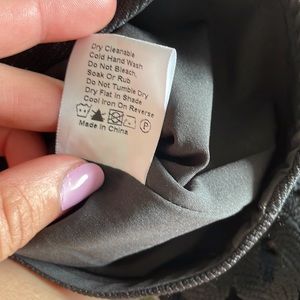 Dry Cleanable
Cold Hand Wash
Do Not Bleach,
Soak Or Rub
Do Not Tumble Dry
Dry Flat In Shade
Cool Iron On Reverse
Made in China
P